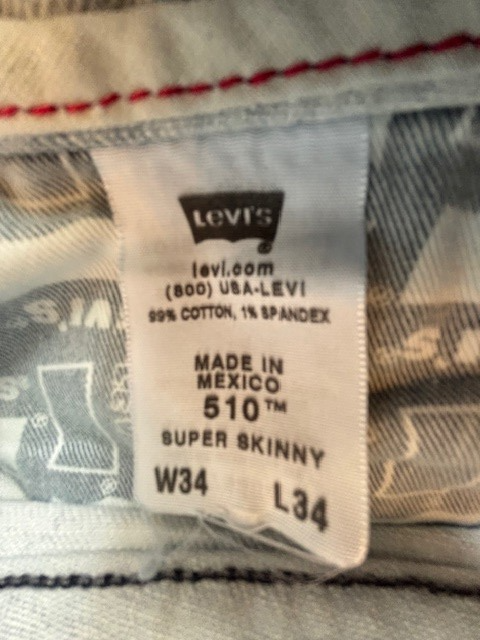 Levi's
levi.com
(800) USA-LEVI
99% COTTON, 1% SPANDEX
MADE IN
MEXICO
510™
SUPER SKINNY
W34 L34